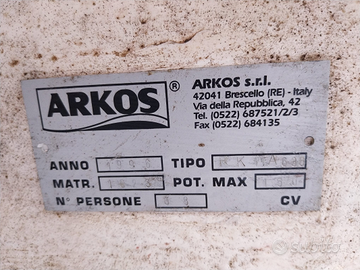 ARKOS®
ARKOS s.r.l.
42041 Brescello (RE) - Italy
Via della Repubblica, 42
Tel. (0522) 687521/2/3
Fax (0522) 684135
ANNO TIPO
MATR. POT. MAX
N° PERSONE CV